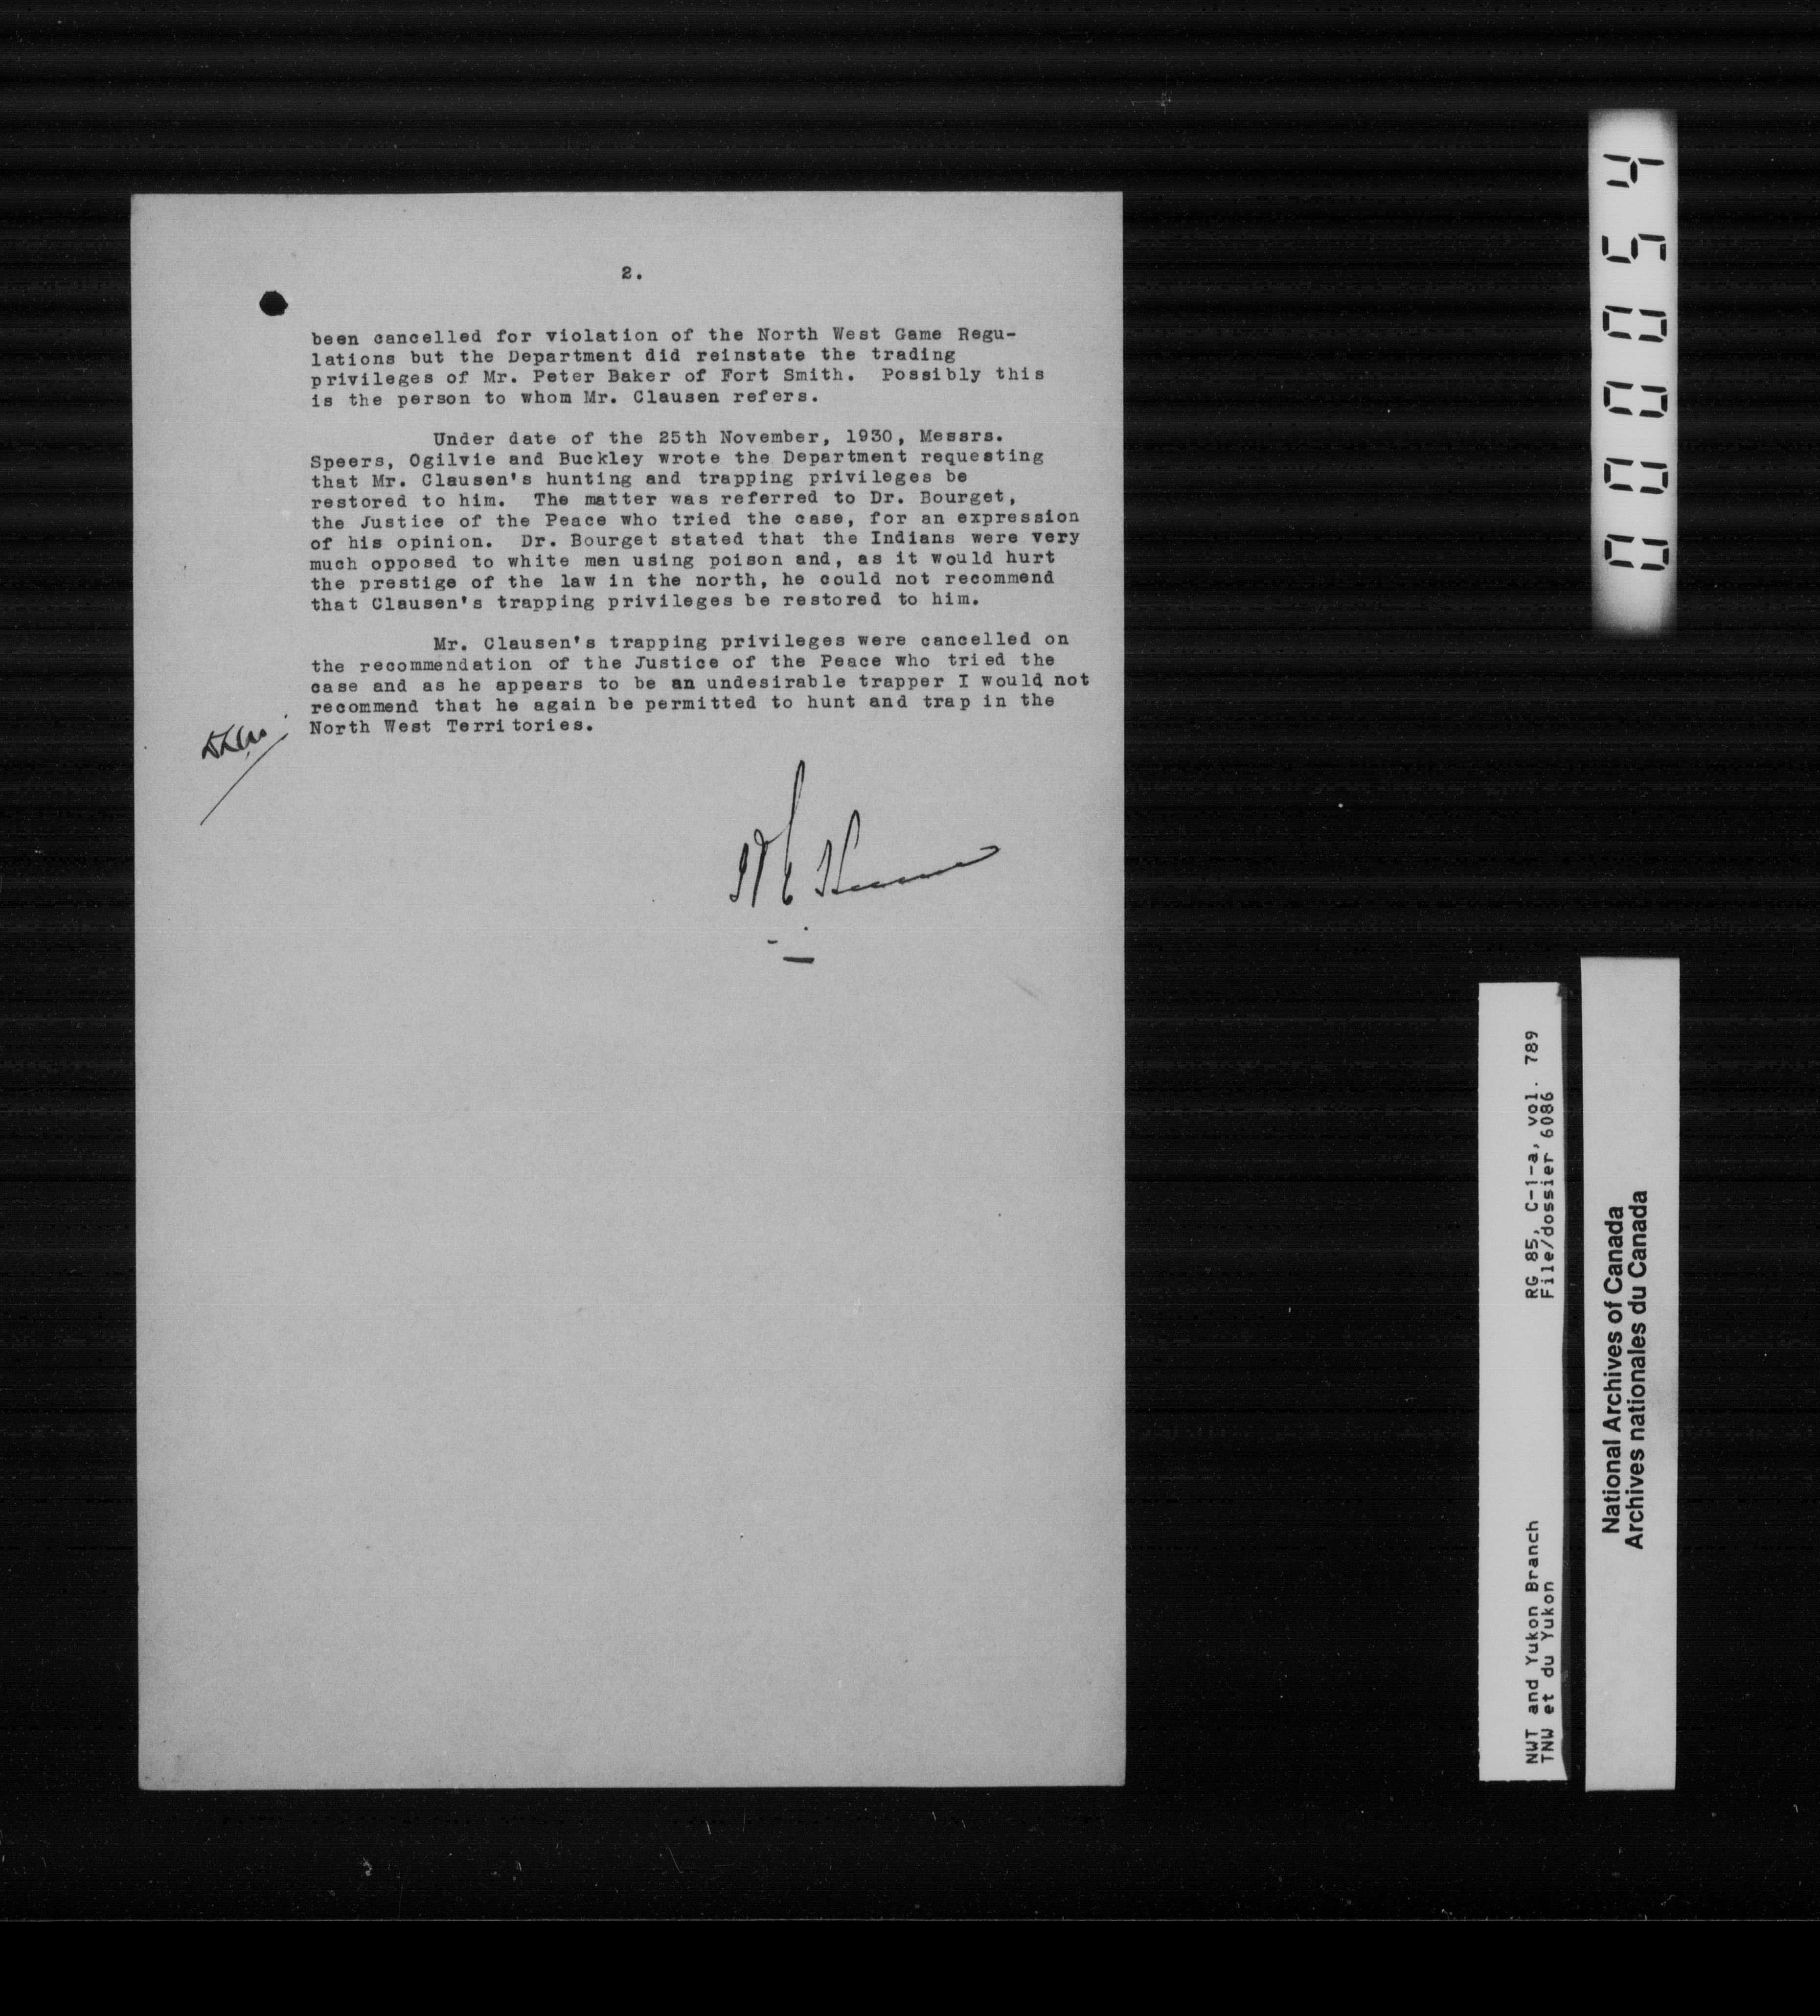 2.
been cancelled for violation of the North West Game Regu-
lations but the Department did reinstate the trading
privileges of Mr. Peter Baker of Fort Smith. Possibly this
is the person to whom Mr. Clausen refers.
Under date of the 25th November, 1930, Messrs.
Speers, Ogilvie and Buckley wrote the Department requesting
that Mr. Clausen's hunting and trapping privileges be
restored to him. The matter was referred to Dr. Bourget,
the Justice of the Peace who tried the case, for an expression
of his opinion. Dr. Bourget stated that the Indians were very
much opposed to white men using poison and, as it would hurt
the prestige of the law in the north, he could not recommend
that Clausen's trapping privileges be restored to him.
Mr. Clausen's trapping privileges were cancelled on
the recommendation of the Justice of the Peace who tried the
case and as he appears to be an undesirable trapper I would not
recommend that he again be permitted to hunt and trap in the
North West Territories.
000054
RG 85, C-1-a, vol. 789
File/dossier 6086
NWT and Yukon Branch
TNW et du Yukon
National Archives of Canada
Archives nationales du Canada